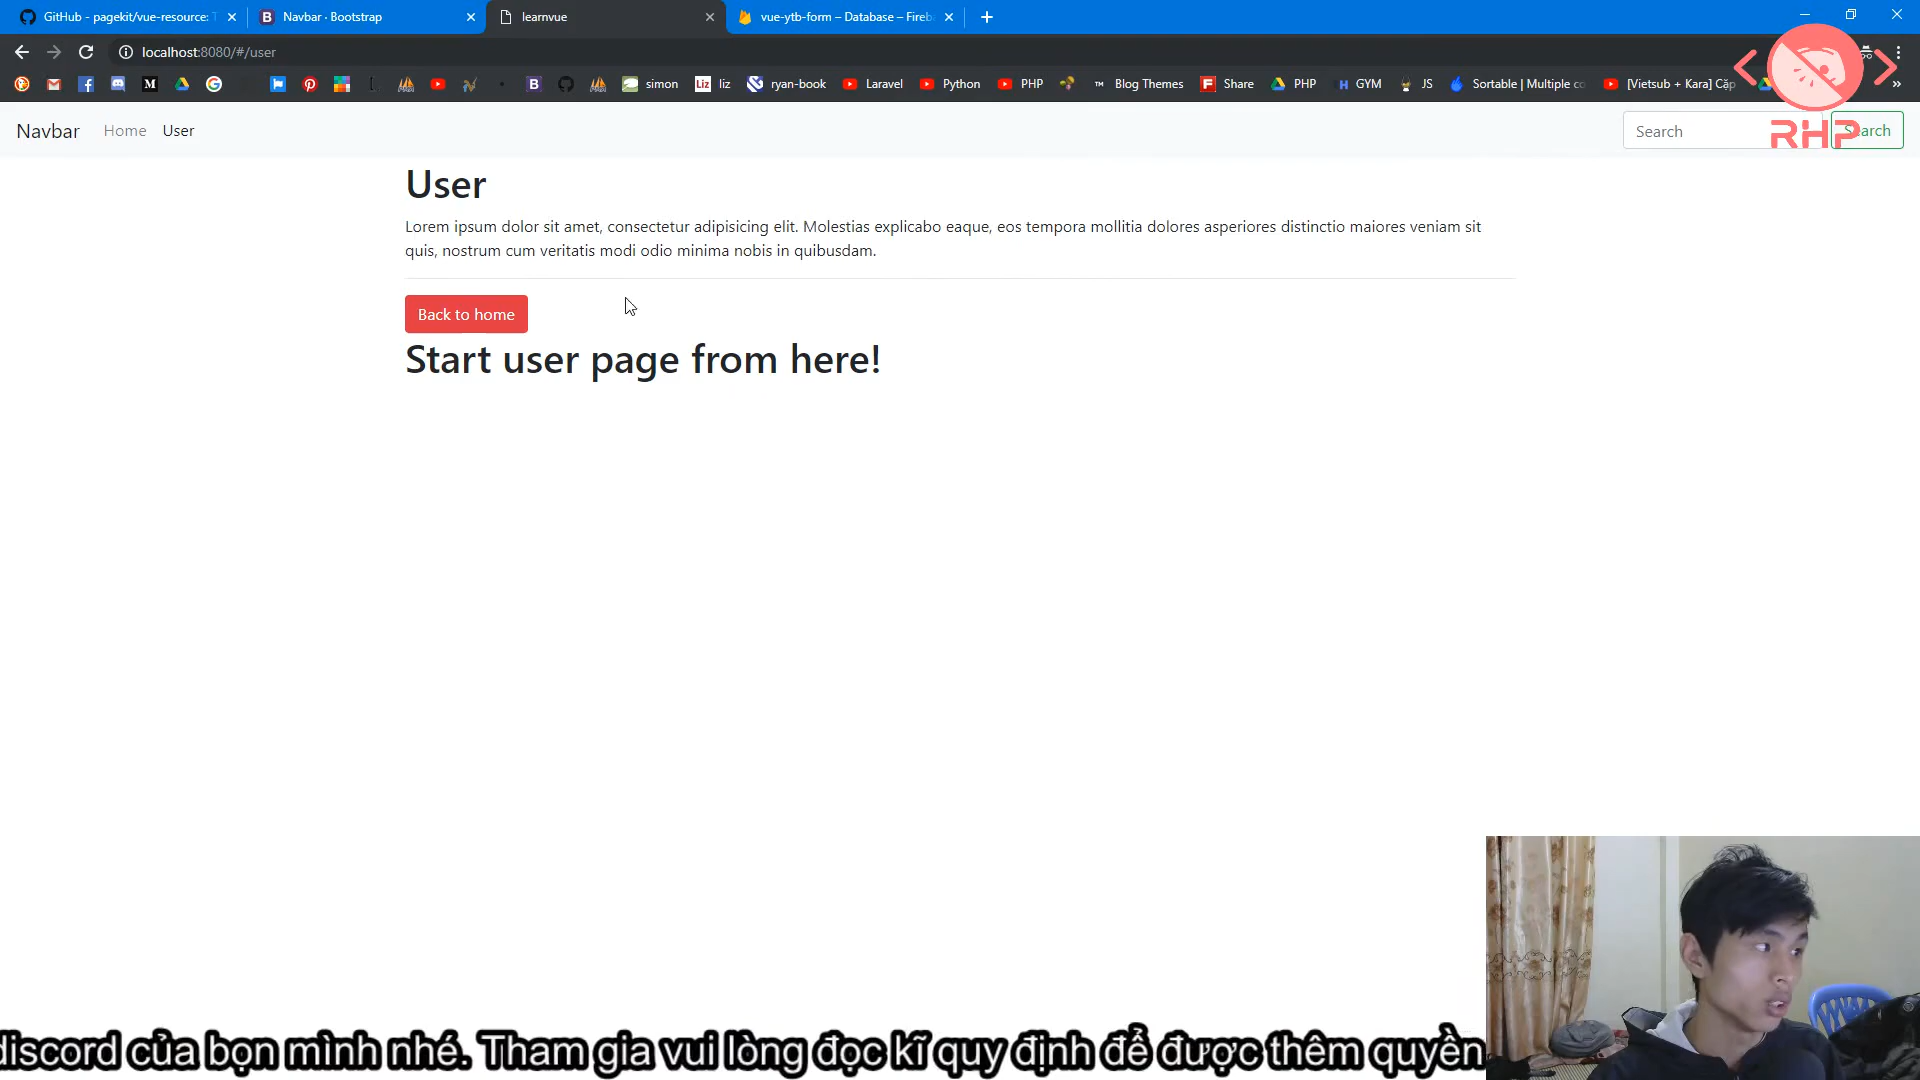 GitHub - pagekit/vue-resource: T
Navbar · Bootstrap
learnvue
vue-ytb-form – Database – Fireb
localhost:8080/#/user
simon
liz
Liz
ryan-book
Laravel
Python
PHP
TM Blog Themes
Share
PHP
GYM
JS
Sortable | Multiple co
[Vietsub + Kara] Cặp
»
RHP
Navbar
Home
User
Search
Search
User
Lorem ipsum dolor sit amet, consectetur adipisicing elit. Molestias explicabo eaque, eos tempora mollitia dolores asperiores distinctio maiores veniam sit
quis, nostrum cum veritatis modi odio minima nobis in quibusdam.
Back to home
Start user page from here!
discord của bọn mình nhé. Tham gia vui lòng đọc kĩ quy định để được thêm quyền